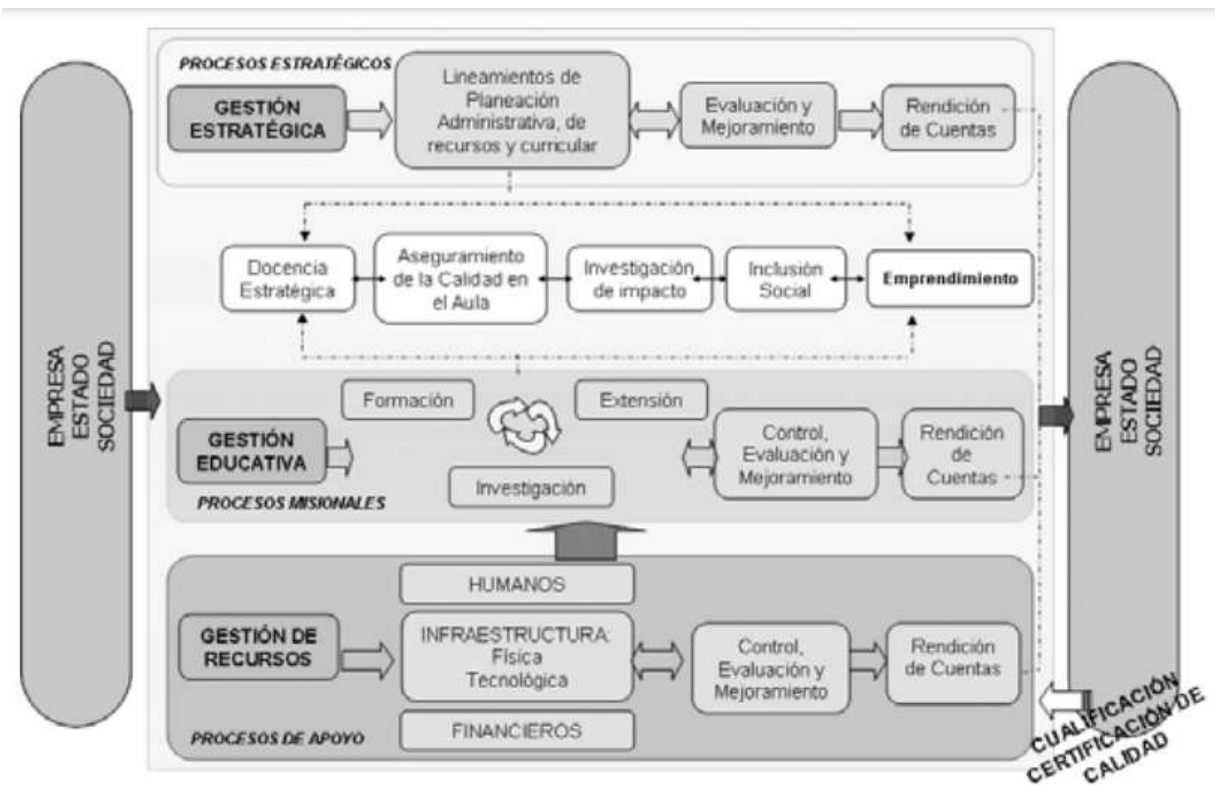 PROCESOS ESTRATÉGICOS
GESTIÓN
ESTRATÉGICA
Lineamientos de
Planeación
Administrativa, de
recursos y curricular
Evaluación y
Mejoramiento
Rendición
de Cuentas
Docencia
Estratégica
Aseguramiento
de la Calidad en
el Aula
Investigación
de impacto
Inclusión
Social
Emprendimiento
EMPRESA
ESTADO
SOCIEDAD
Formación
Extensión
Investigación
GESTIÓN
EDUCATIVA
PROCESOS MISIONALES
Control,
Evaluación y
Mejoramiento
Rendición
de
Cuentas
EMPRESA
ESTADO
SOCIEDAD
HUMANOS
GESTIÓN DE
RECURSOS
INFRAESTRUCTURA:
Física
Tecnológica
FINANCIEROS
PROCESOS DE APOYO
Control,
Evaluación y
Mejoramiento
Rendición
de Cuentas
CUALIFICACIÓN
CERTIFICACIÓN DE
CALIDAD